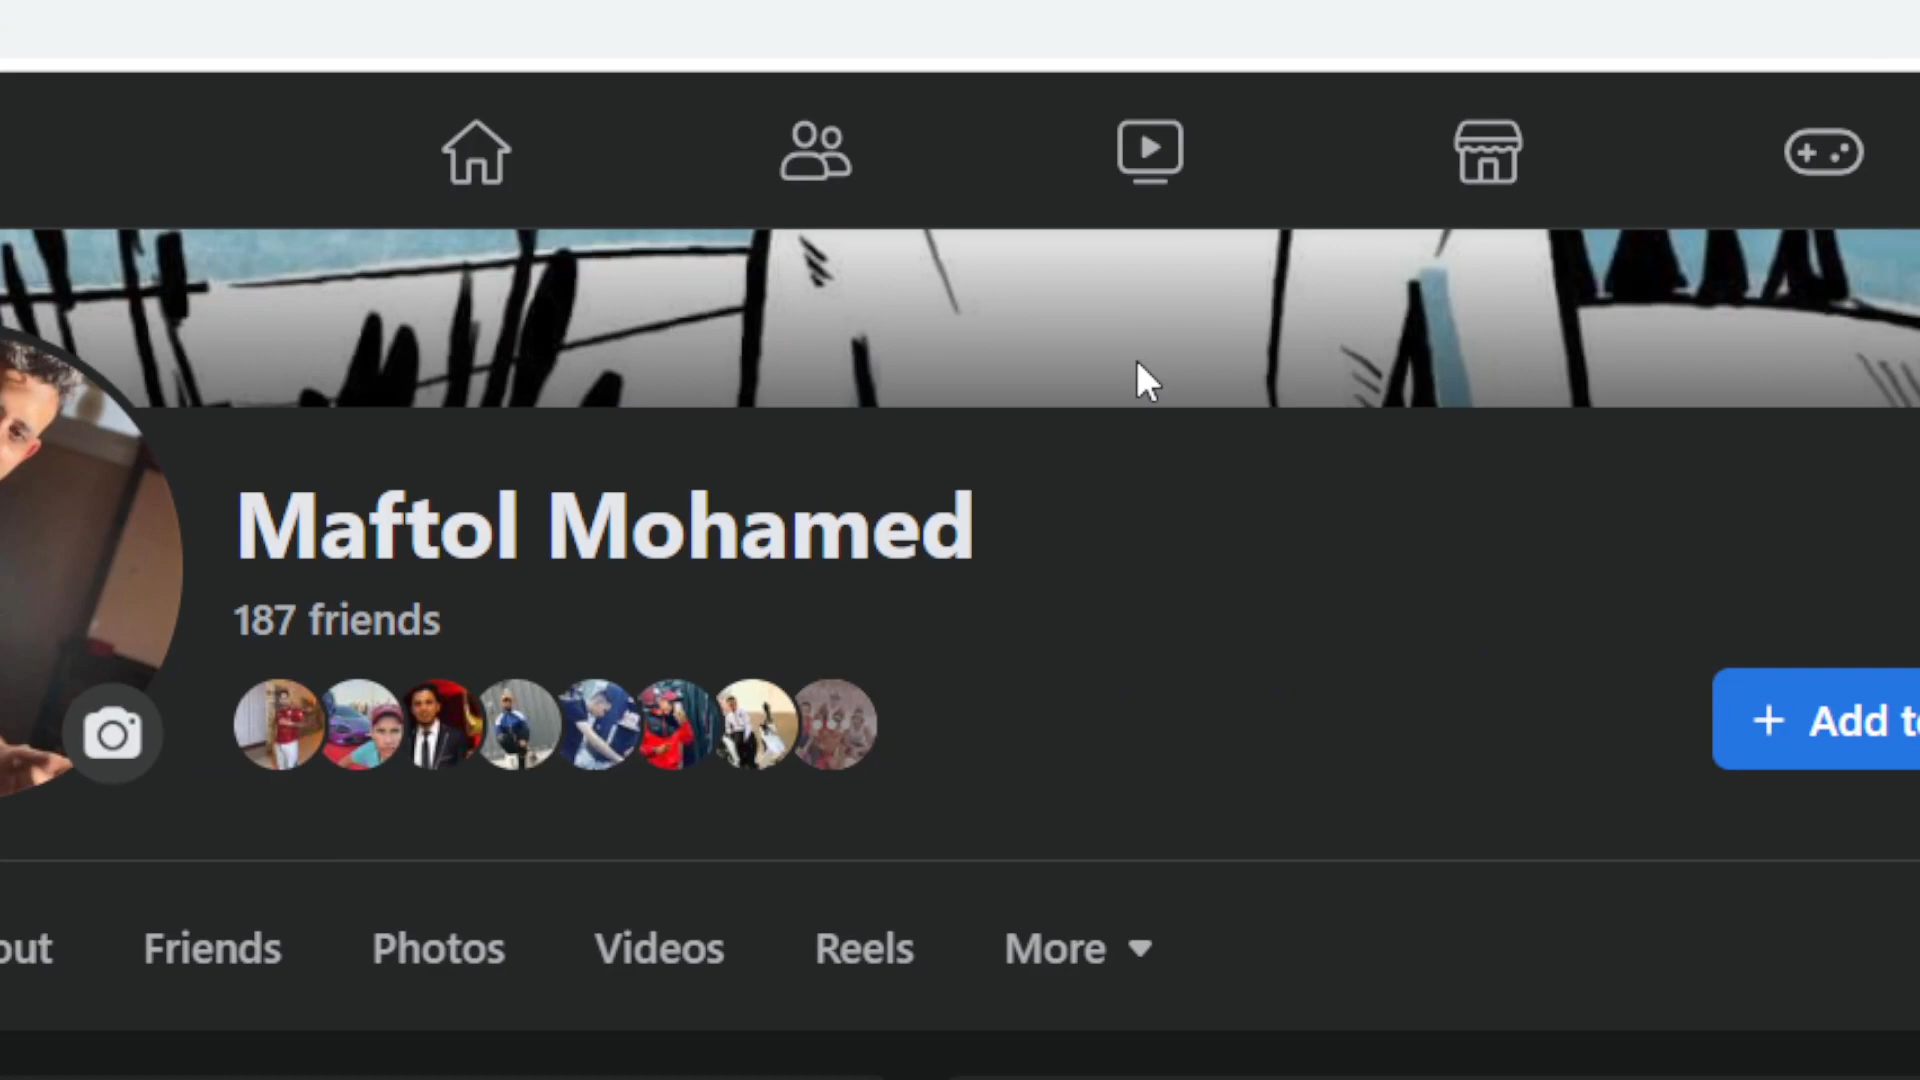 Maftol Mohamed
187 friends
+ Add
Friends
Photos
Videos
Reels
More